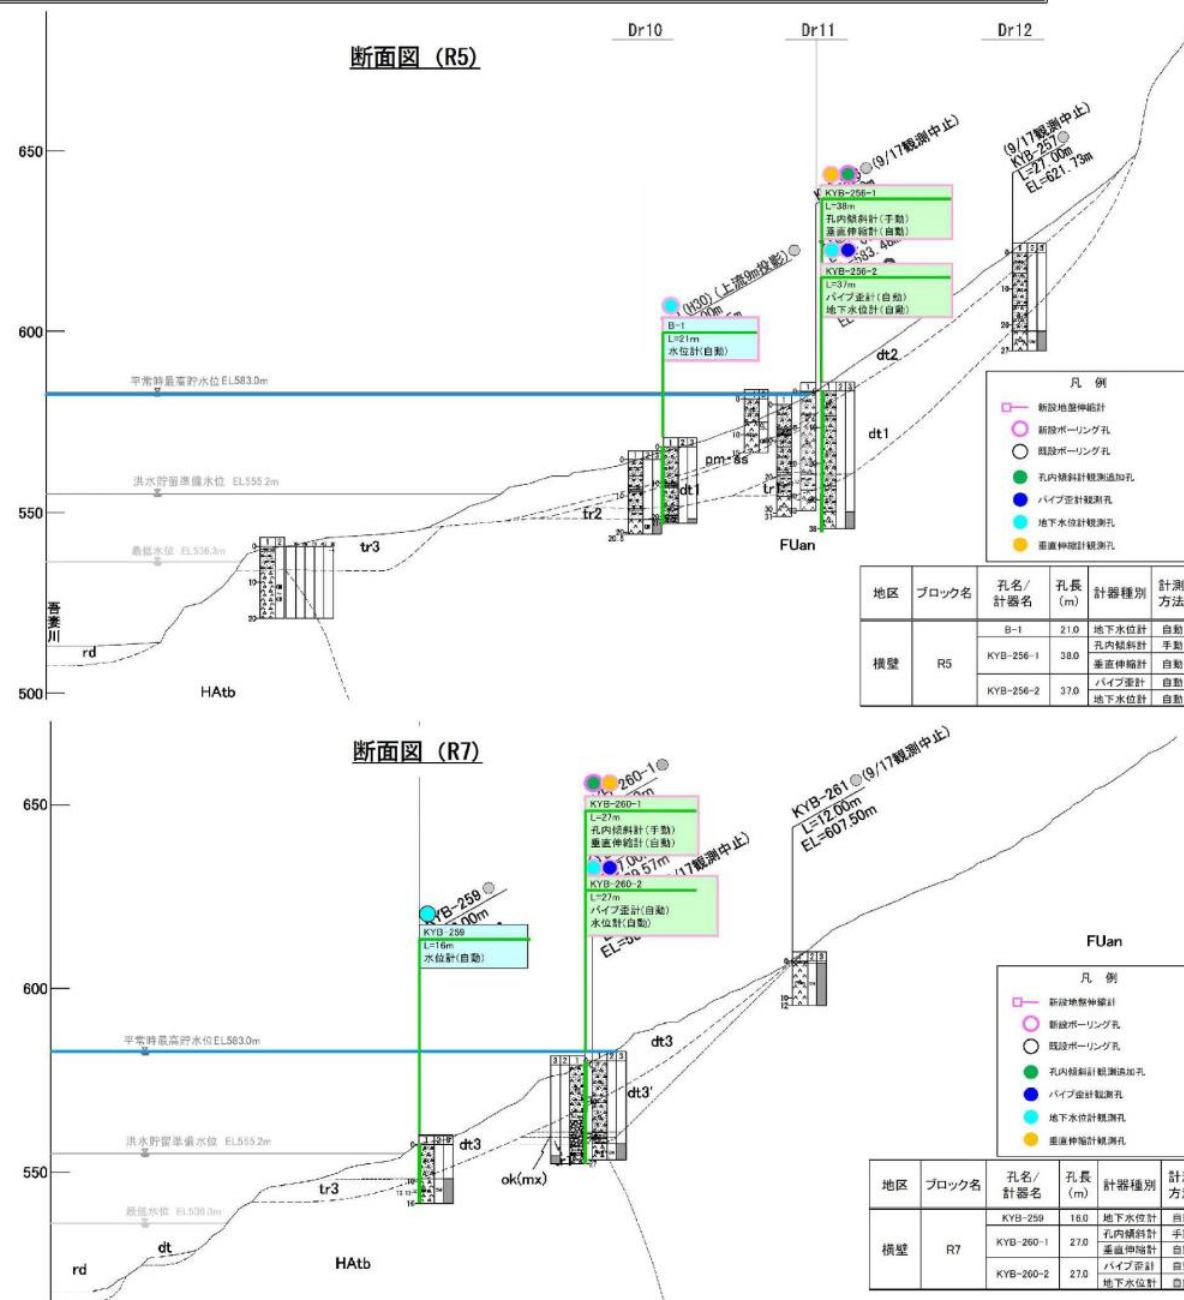 Dr10
Dr11
Dr12
断面図 (R5)
650
600
550
500
(9/17観測中止)
(9/17観測中止)
KYB-257
L=27.00m
EL=621.73m
KYB-256-1
L=38m
孔内傾斜計(手動)
垂直伸縮計(自動)
KYB-256-2
L=37m
パイプ歪計(自動)
地下水位計(自動)
(H30)(上流9m投影)
B-1
L=21m
水位計(自動)
平常時最高貯水位EL583.0m
洪水貯留準備水位 EL555.2m
最低水位 EL536.3m
吾妻川
rd
HAtb
tr3
tr2
dt1
pm-ss
tr1
FUan
dt2
dt1
凡 例
新設地盤伸縮計
新設ボーリング孔
既設ボーリング孔
孔内傾斜計観測追加孔
パイプ歪計観測孔
地下水位計観測孔
垂直伸縮計観測孔
地区 ブロック名 孔名/計器名 孔長(m) 計器種別 計測方法
横壁 R5 B-1 21.0 地下水位計 自動
KYB-256-1 38.0 孔内傾斜計 手動
垂直伸縮計 自動
KYB-256-2 37.0 パイプ歪計 自動
地下水位計 自動
断面図 (R7)
650
600
550
KYB-261 (9/17観測中止)
L=12.00m
EL=607.50m
260-1
KYB-260-1
L=27m
孔内傾斜計(手動)
垂直伸縮計(自動)
/17観測中止)
KYB-260-2
L=27m
パイプ歪計(自動)
水位計(自動)
YB-259
KYB-259
L=16m
水位計(自動)
平常時最高貯水位EL583.0m
洪水貯留準備水位 EL555.2m
最低水位 EL536.3m
rd
dt
tr3
HAtb
dt3
ok(mx)
dt3'
dt3
FUan
凡 例
新設地盤伸縮計
新設ボーリング孔
既設ボーリング孔
孔内傾斜計観測追加孔
パイプ歪計観測孔
地下水位計観測孔
垂直伸縮計観測孔
地区 ブロック名 孔名/計器名 孔長(m) 計器種別
横壁 R7 KYB-259 16.0 地下水位計
KYB-260-1 27.0 孔内傾斜計
垂直伸縮計
KYB-260-2 27.0 パイプ歪計
地下水位計